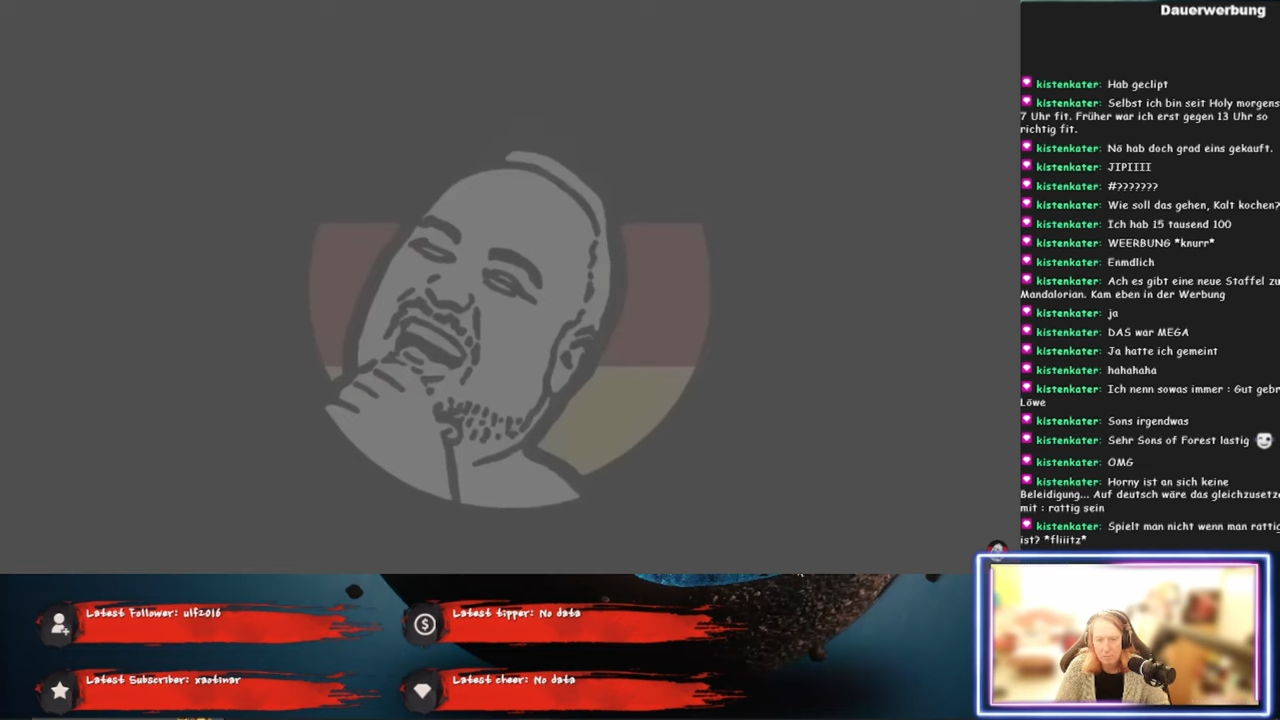 Dauerwerbung
kistenkater: Hab geclipt
kistenkater: Selbst ich bin seit Holy morgens
7 Uhr fit. Früher war ich erst gegen 13 Uhr so
richtig fit.
kistenkater: Nö hab doch grad eins gekauft.
kistenkater: JIPIIII
kistenkater: #???????
kistenkater: Wie soll das gehen, Kalt kochen?
kistenkater: Ich hab 15 tausend 100
kistenkater: WEERBUNG *knurr*
kistenkater: Enmdlich
kistenkater: Ach es gibt eine neue Staffel zu
Mandalorian. Kam eben in der Werbung
kistenkater: ja
kistenkater: DAS war MEGA
kistenkater: Ja hatte ich gemeint
kistenkater: hahahaha
kistenkater: Ich nenn sowas immer : Gut gebr
Löwe
kistenkater: Sons irgendwas
kistenkater: Sehr Sons of Forest lastig
kistenkater: OMG
kistenkater: Horny ist an sich keine
Beleidigung... Auf deutsch wäre das gleichzusetz
mit : rattig sein
kistenkater: Spielt man nicht wenn man rattig
ist? *fliiitz*
Latest Follower: ulf2016
Latest tipper: No data
Latest Subscriber: xaotinar
Latest cheer: No data